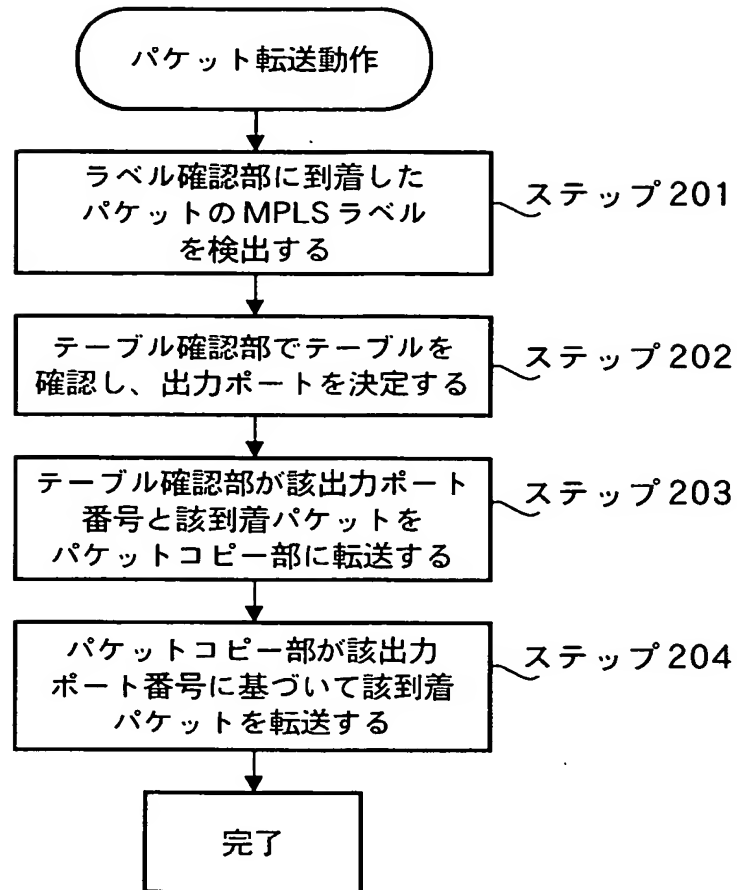 パケット転送動作
ラベル確認部に到着した
パケットのMPLSラベル
を検出する
ステップ201
テーブル確認部でテーブルを
確認し、出力ポートを決定する
ステップ202
テーブル確認部が該出力ポート
番号と該到着パケットを
パケットコピー部に転送する
ステップ203
パケットコピー部が該出力
ポート番号に基づいて該到着
パケットを転送する
ステップ204
完了